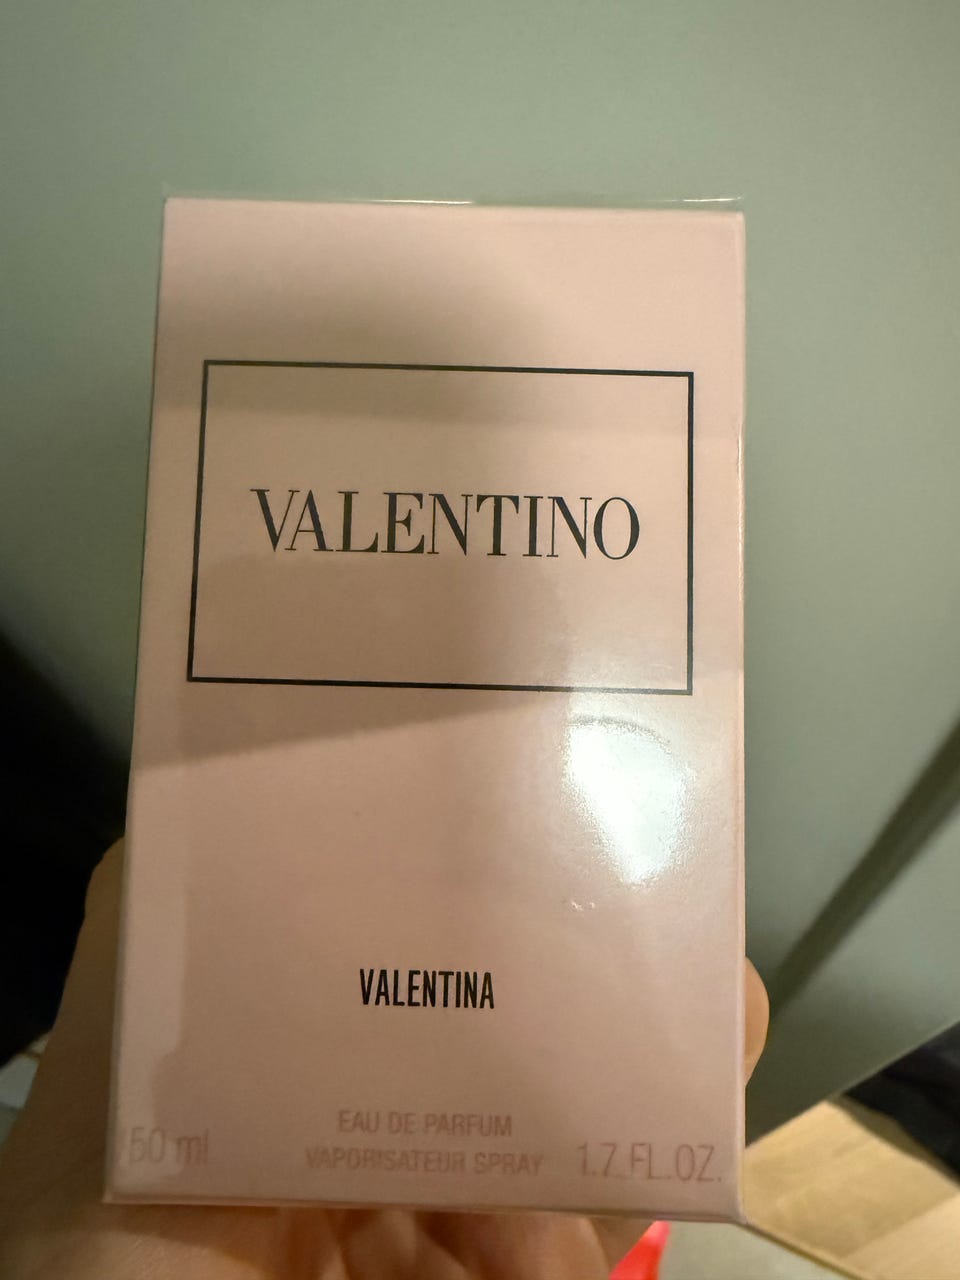 VALENTINO
VALENTINA
EAU DE PARFUM
50 ml VAPORISATEUR SPRAY 1.7 FL.OZ.